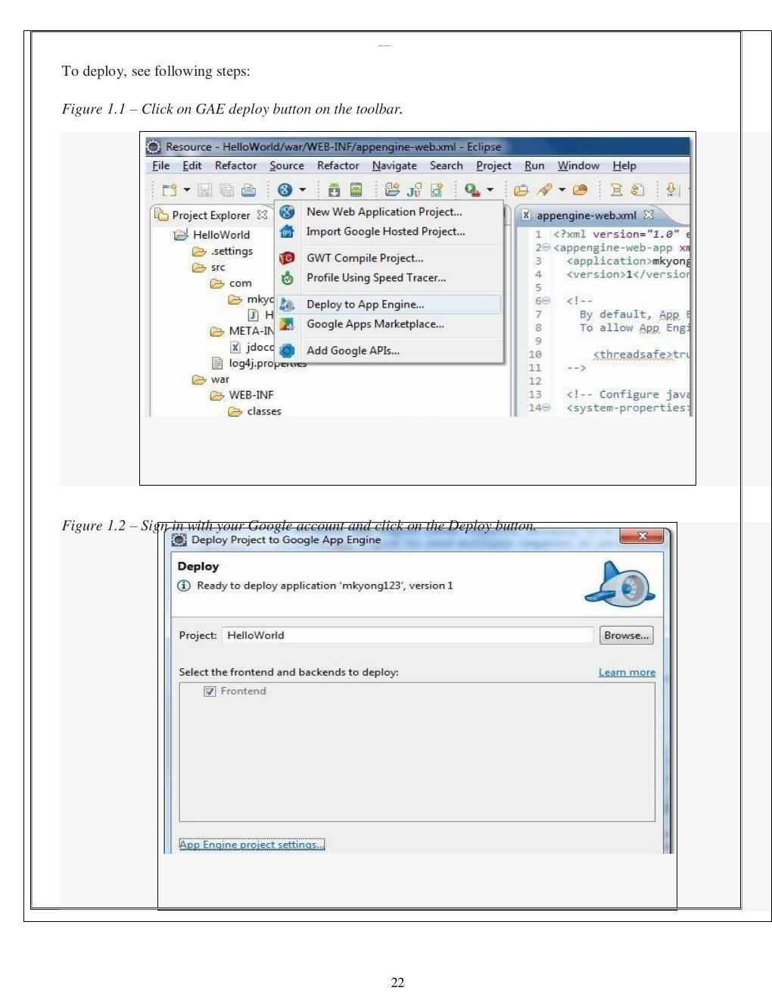 To deploy, see following steps:
Figure 1.1 – Click on GAE deploy button on the toolbar.
Resource - HelloWorld/war/WEB-INF/appengine-web.xml - Eclipse
File Edit Refactor Source Refactor Navigate Search Project Run Window Help
Project Explorer
HelloWorld
.settings
src
com
mkyo
H
META-IN
jdocc
log4j.properties
war
WEB-INF
classes
New Web Application Project...
Import Google Hosted Project...
GWT Compile Project...
Profile Using Speed Tracer...
Deploy to App Engine...
Google Apps Marketplace...
Add Google APIs...
appengine-web.xml
1 <?xml version="1.0" e
2 <appengine-web-app xm
3 <application>mkyong
4 <version>1</version
5
6 <!--
7 By default, App E
8 To allow App Engi
9
10 <threadsafe>tru
11 -->
12
13 <!-- Configure java
14 <system-properties>
Figure 1.2 – Sign in with your Google account and click on the Deploy button.
Deploy Project to Google App Engine
Deploy
Ready to deploy application 'mkyong123', version 1
Project: HelloWorld Browse...
Select the frontend and backends to deploy: Learn more
Frontend
App Engine project settings...
22